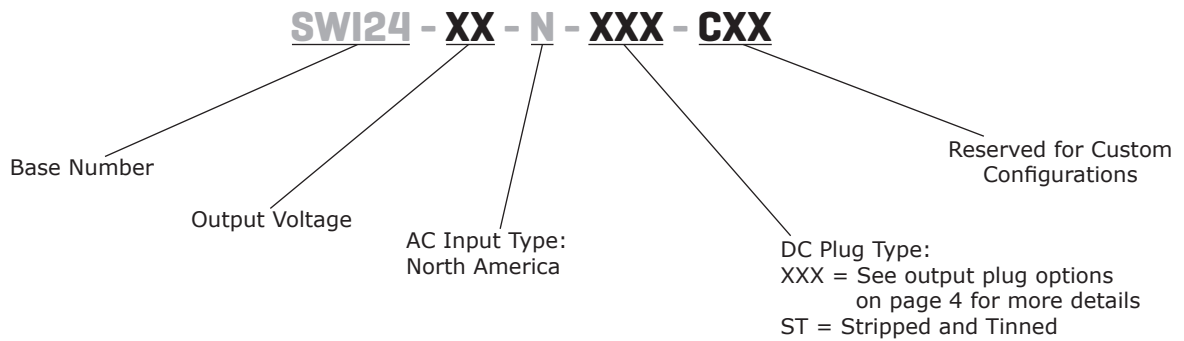 SWI24 - XX - N - XXX - CXX
Base Number
Output Voltage
AC Input Type:
North America
DC Plug Type:
XXX = See output plug options
on page 4 for more details
ST = Stripped and Tinned
Reserved for Custom
Configurations